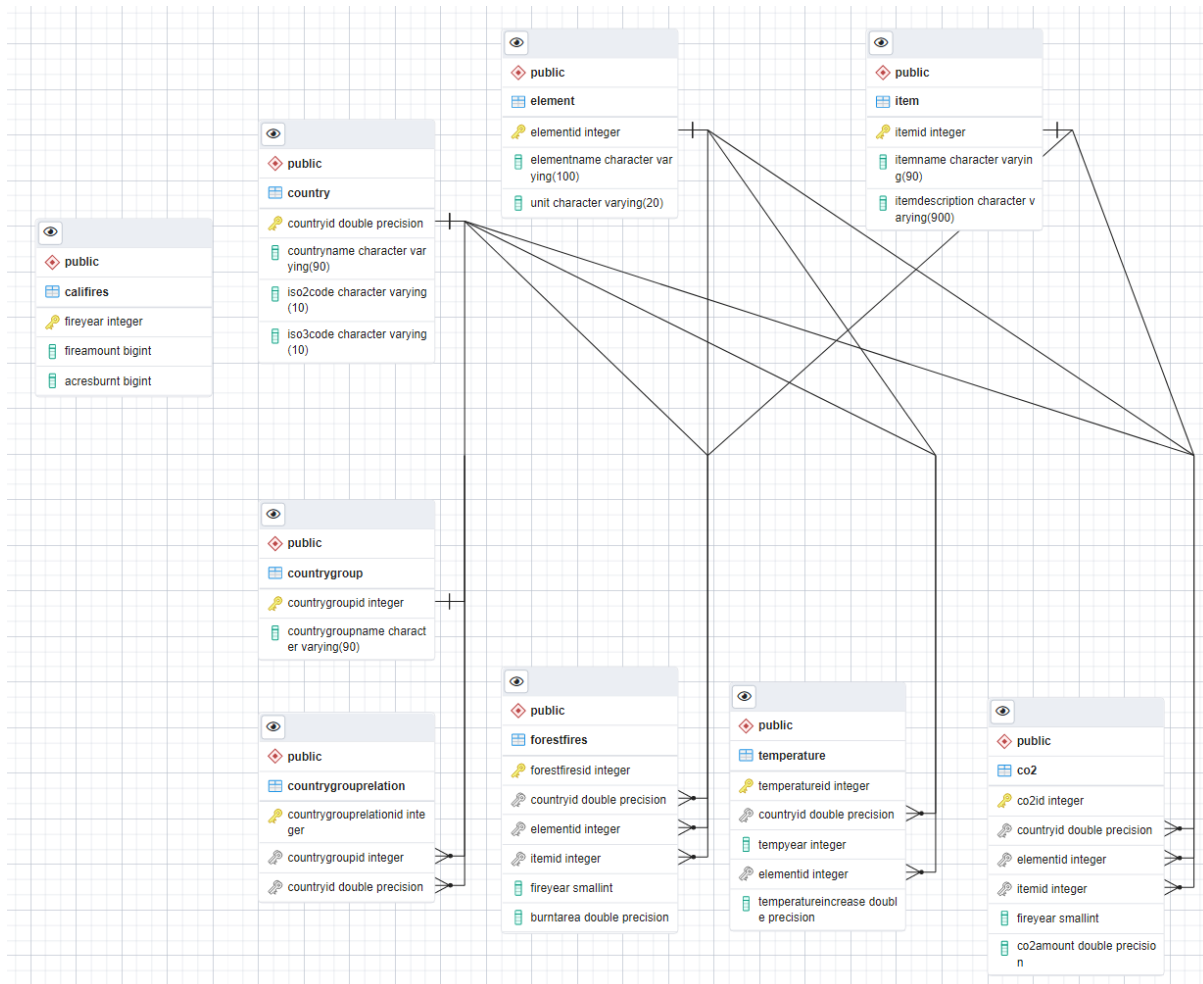 public
element
elementid integer
elementname character var
ying(100)
unit character varying(20)
public
item
itemid integer
itemname character varyin
g(90)
itemdescription character v
arying(900)
public
country
countryid double precision
countryname character var
ying(90)
iso2code character varying
(10)
iso3code character varying
(10)
public
califires
fireyear integer
fireamount bigint
acresburnt bigint
public
countrygroup
countrygroupid integer
countrygroupname charact
er varying(90)
public
countrygrouprelation
countrygrouprelationid inte
ger
countrygroupid integer
countryid double precision
public
forestfires
forestfiresid integer
countryid double precision
elementid integer
itemid integer
fireyear smallint
burntarea double precision
public
temperature
temperatureid integer
countryid double precision
tempyear integer
elementid integer
temperatureincrease doubl
e precision
public
co2
co2id integer
countryid double precision
elementid integer
itemid integer
fireyear smallint
co2amount double precisio
n